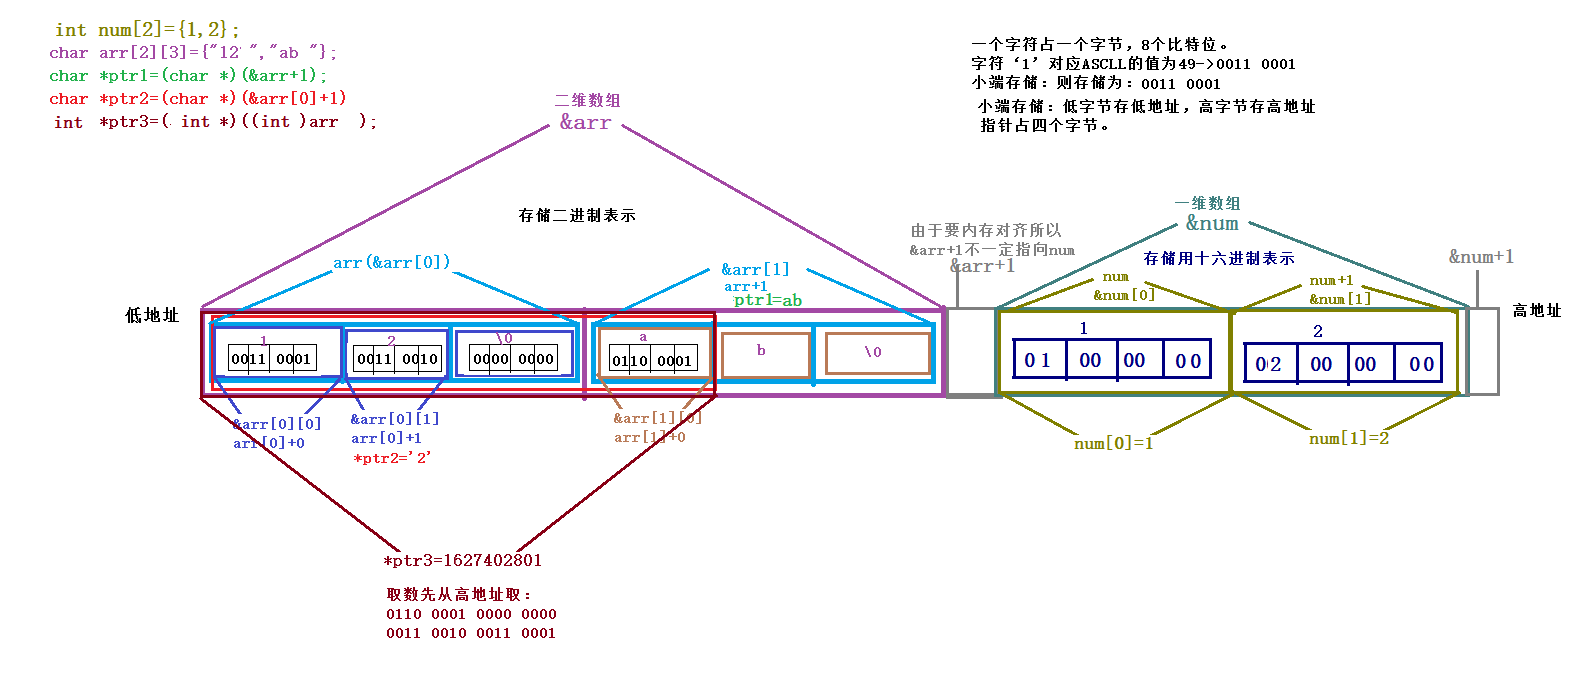 int num[2]={1,2};
char arr[2][3]={"12 ","ab "};
char *ptr1=(char *)(&arr+1);
char *ptr2=(char *)(&arr[0]+1)
int *ptr3=( int *)((int )arr );
一个字符占一个字节，8个比特位。
字符‘1’对应ASCLL的值为49->0011 0001
小端存储：则存储为：0011 0001
小端存储：低字节存低地址，高字节存高地址
指针占四个字节。
二维数组
&arr
存储二进制表示
一维数组
&num
由于要内存对齐所以
&arr+1不一定指向num
&arr+1
存储用十六进制表示
&num+1
arr(&arr[0])
&arr[1]
arr+1
ptr1=ab
num
&num[0]
num+1
&num[1]
低地址
高地址
1
2
\0
a
b
\0
1
2
0011 0001
0011 0010
0000 0000
0110 0001
01 00 00 00
02 00 00 00
&arr[0][0]
arr[0]+0
&arr[0][1]
arr[0]+1
*ptr2='2'
&arr[1][0]
arr[1]+0
num[0]=1
num[1]=2
*ptr3=1627402801
取数先从高地址取：
0110 0001 0000 0000
0011 0010 0011 0001